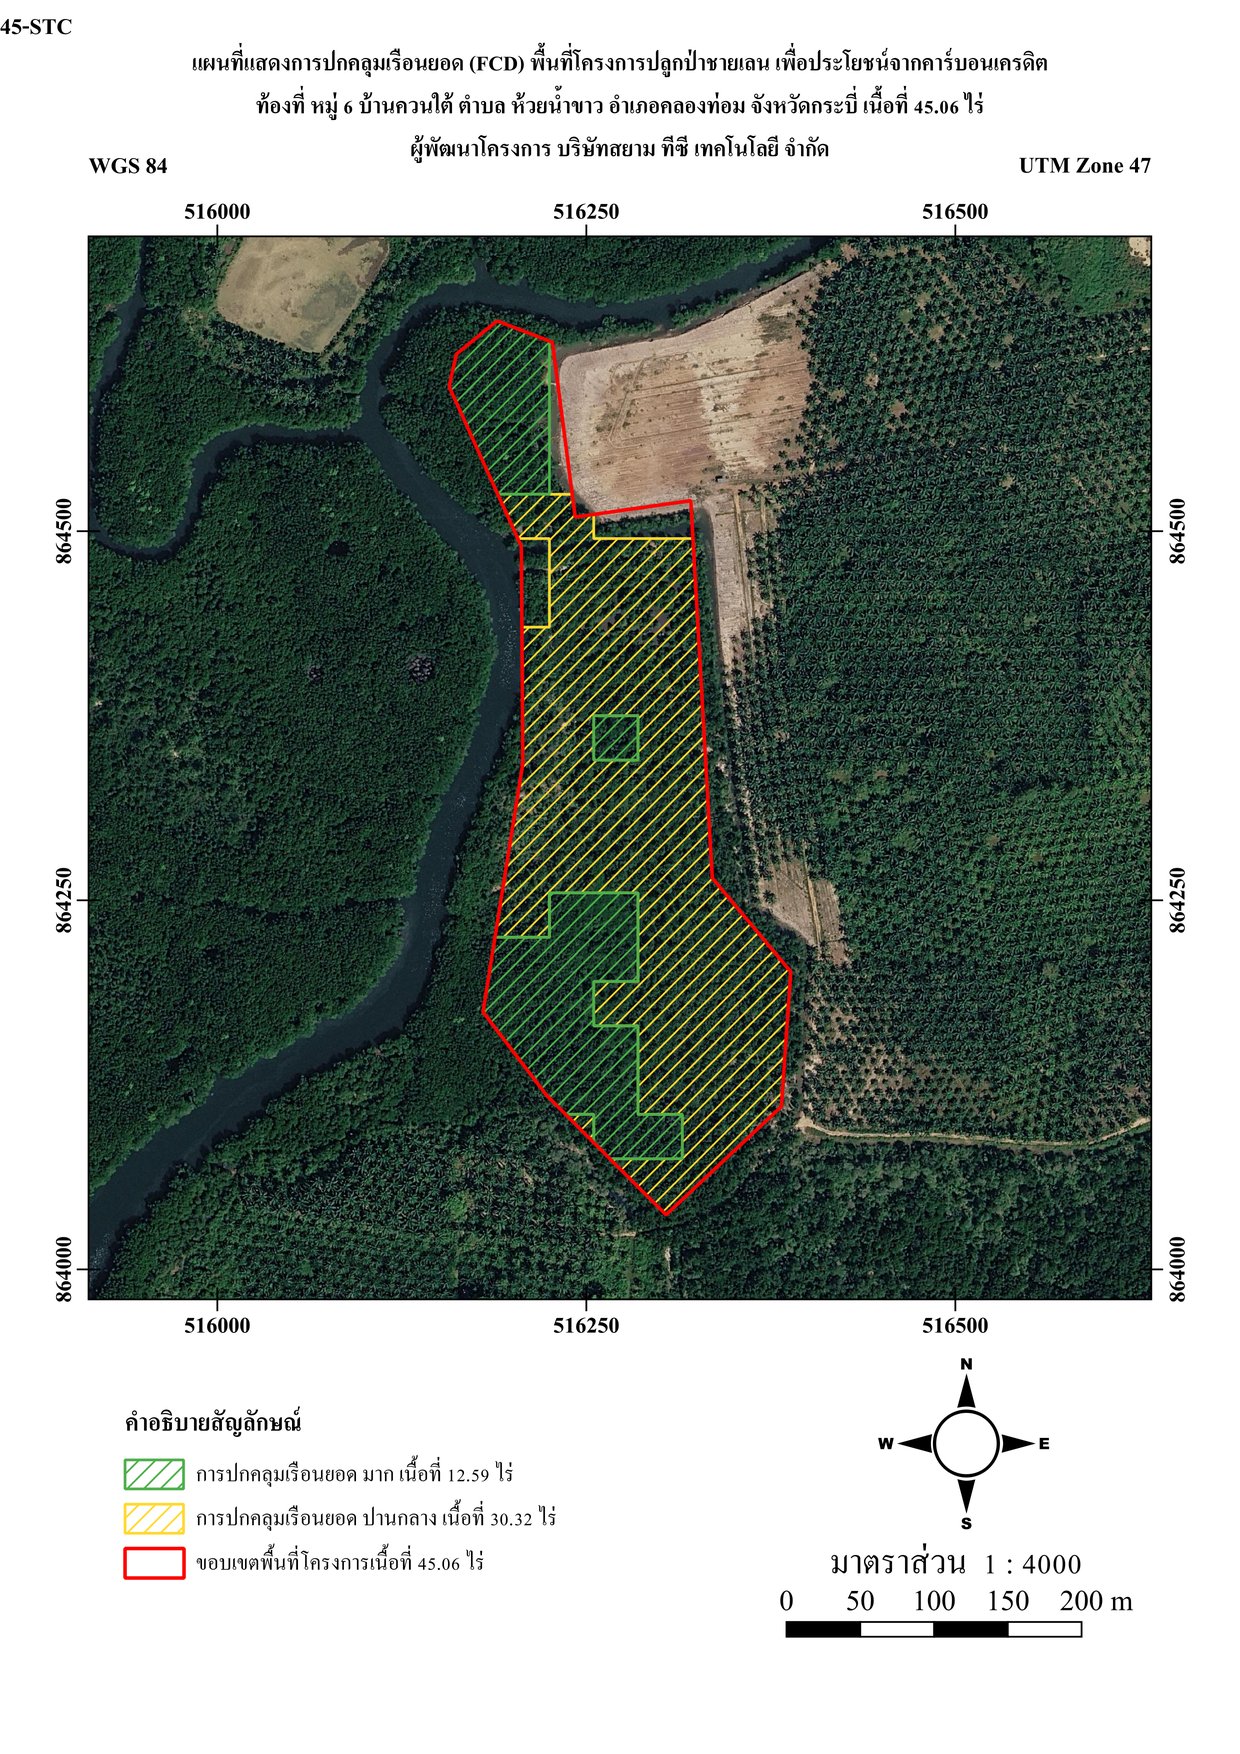 45-STC
แผนที่แสดงการปกคลุมเรือนยอด (FCD) พื้นที่โครงการปลูกป่าชายเลน เพื่อประโยชน์จากคาร์บอนเครดิต
ท้องที่ หมู่ 6 บ้านควนใต้ ตำบล ห้วยน้ำขาว อำเภอคลองท่อม จังหวัดกระบี่ เนื้อที่ 45.06 ไร่
ผู้พัฒนาโครงการ บริษัทสยาม ทีซี เทคโนโลยี จำกัด
WGS 84 UTM Zone 47
516000 516250 516500
864500 864500
864250 864250
864000 864000
516000 516250 516500
คำอธิบายสัญลักษณ์
การปกคลุมเรือนยอด มาก เนื้อที่ 12.59 ไร่
การปกคลุมเรือนยอด ปานกลาง เนื้อที่ 30.32 ไร่
ขอบเขตพื้นที่โครงการเนื้อที่ 45.06 ไร่
N
W E
S
มาตราส่วน 1 : 4000
0 50 100 150 200 m